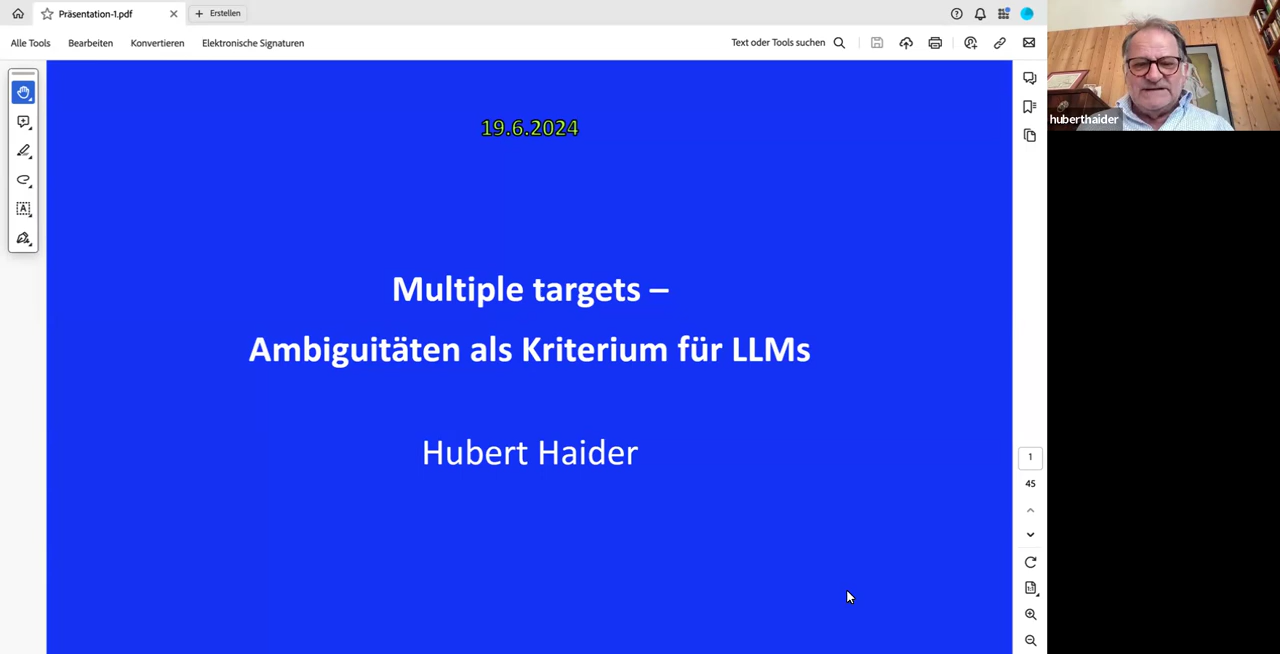 Präsentation-1.pdf
Erstellen
Alle Tools
Bearbeiten
Konvertieren
Elektronische Signaturen
Text oder Tools suchen
19.6.2024
Multiple targets –
Ambiguitäten als Kriterium für LLMs
Hubert Haider
huberthaider
1
45